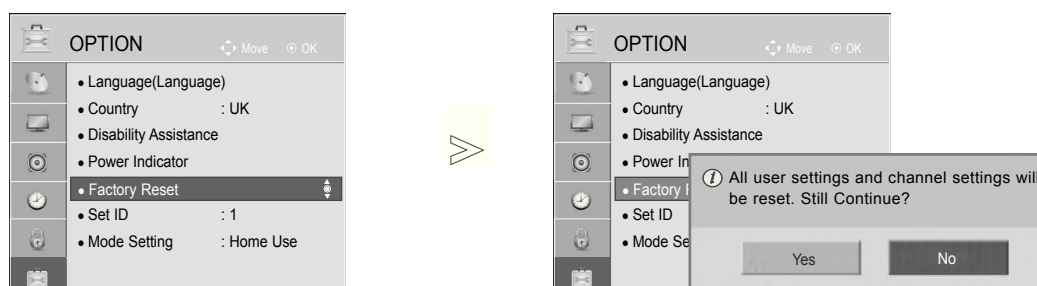 OPTION Move OK
● Language(Language)
● Country : UK
● Disability Assistance
● Power Indicator
● Factory Reset
● Set ID : 1
● Mode Setting : Home Use
OPTION Move OK
● Language(Language)
● Country : UK
● Disability Assistance
● Power In
● Factory
● Set ID
● Mode Se
i All user settings and channel settings will
be reset. Still Continue?
Yes No